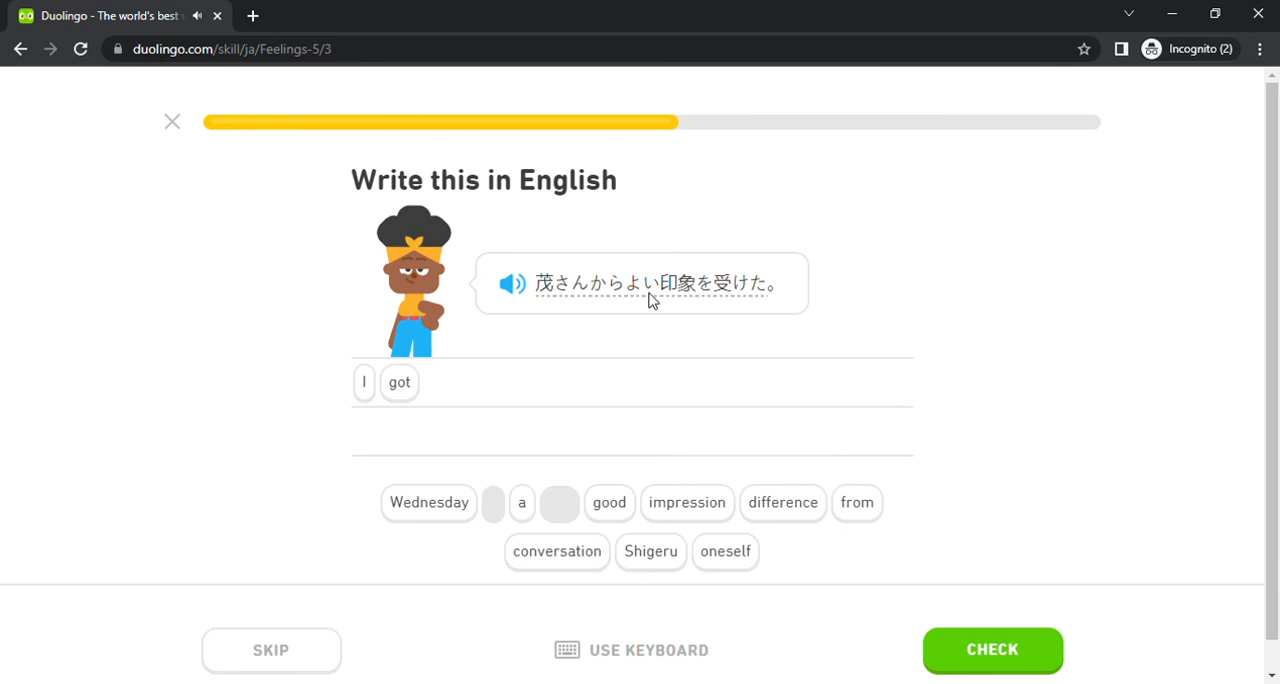 Duolingo - The world's best
duolingo.com/skill/ja/Feelings-5/3
Incognito (2)
Write this in English
茂さんからよい印象を受けた。
I got
Wednesday a good impression difference from
conversation Shigeru oneself
SKIP
USE KEYBOARD
CHECK